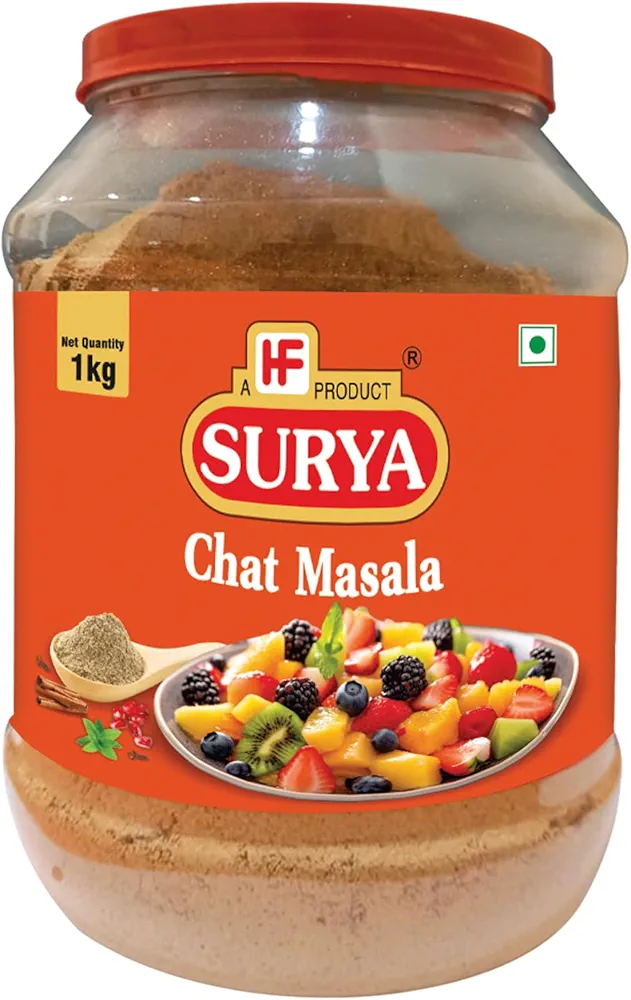 Net Quantity
1kg
HF
®
A PRODUCT
SURYA
Chat Masala